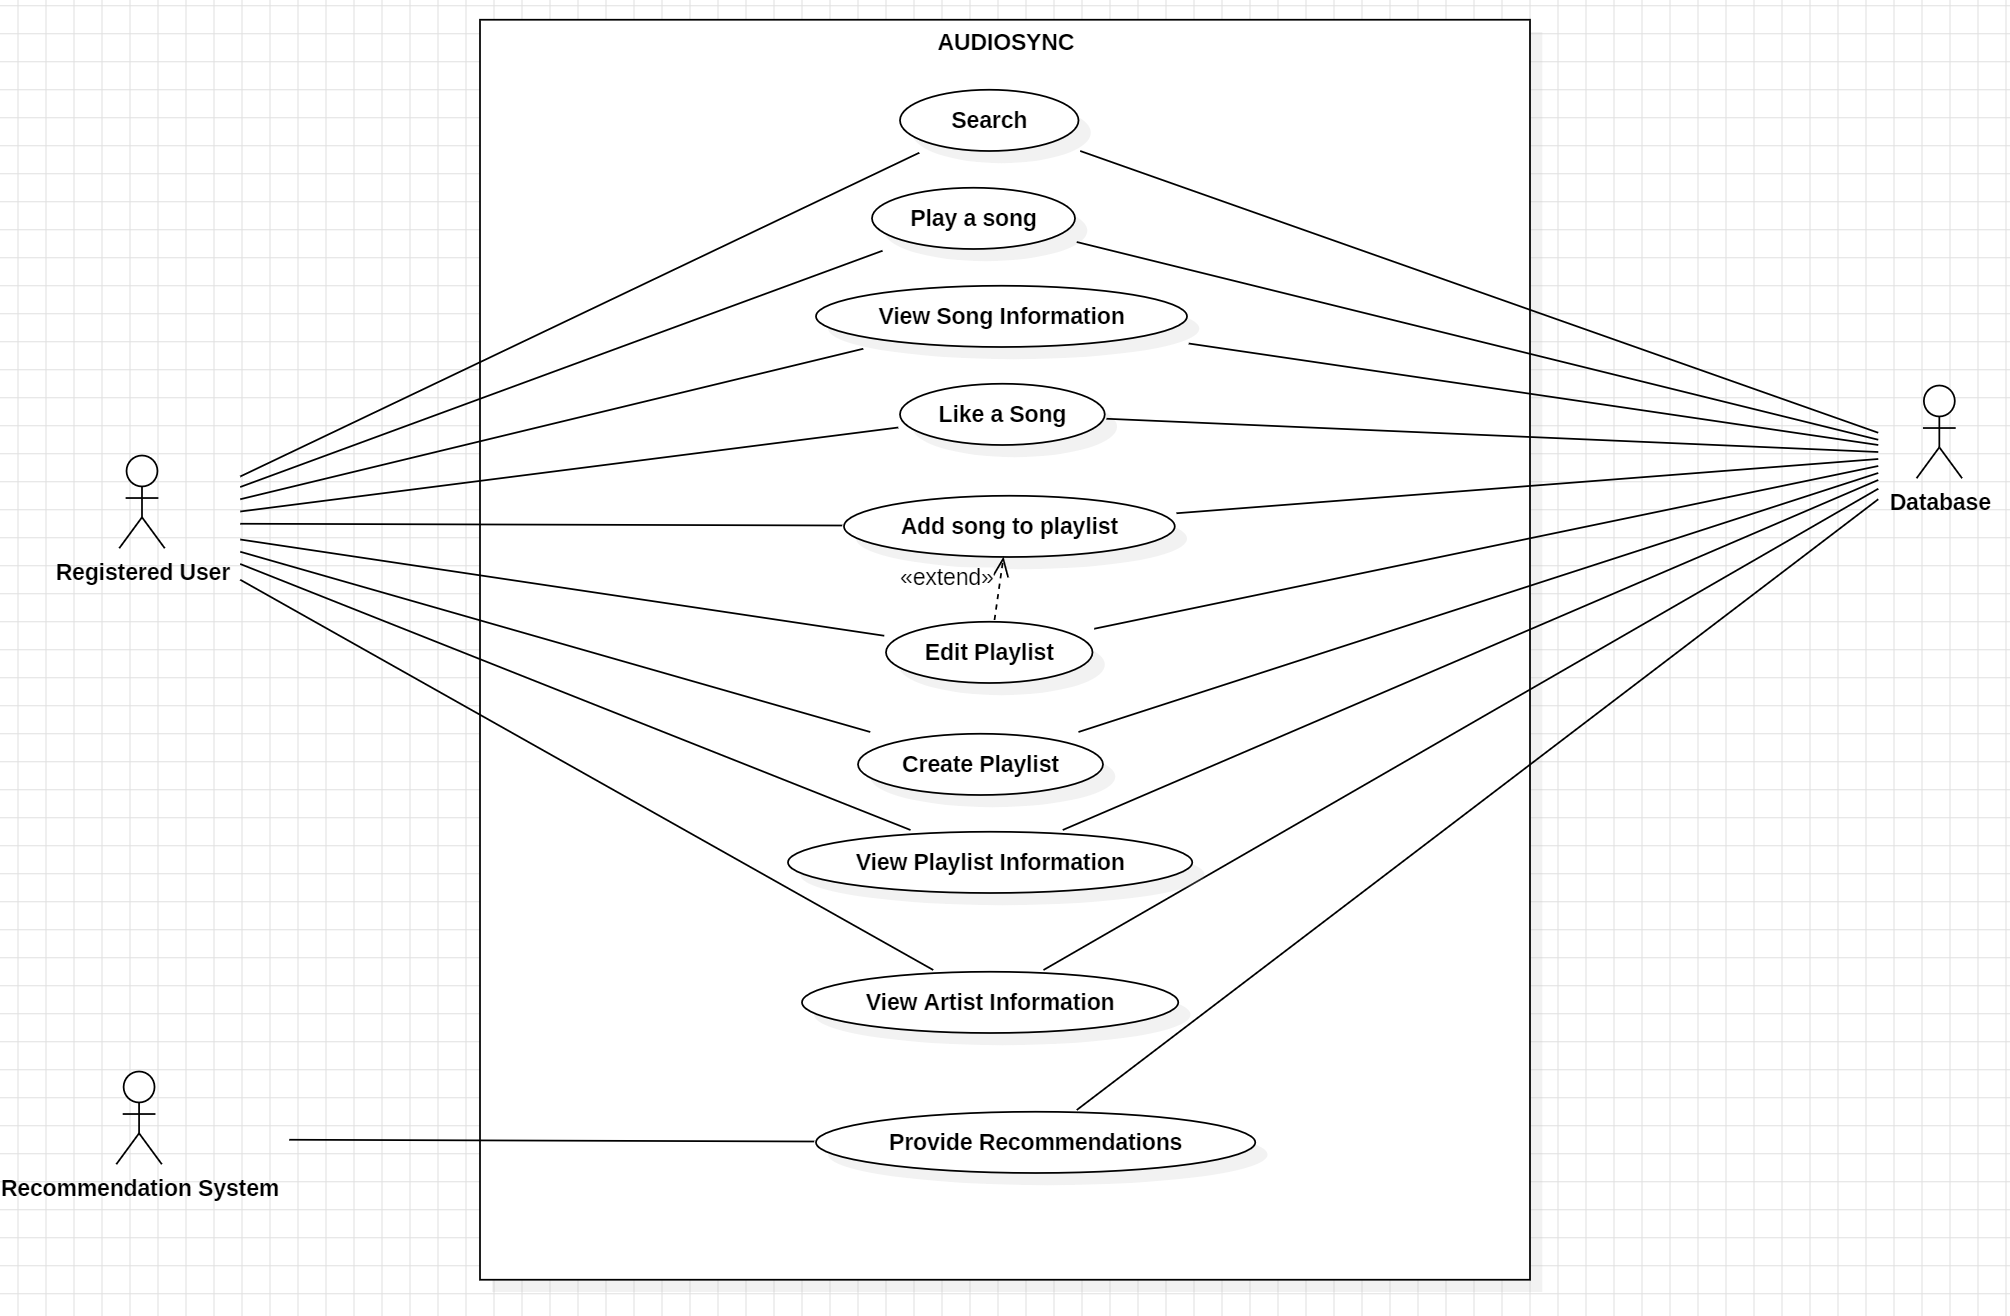 AUDIOSYNC
Search
Play a song
View Song Information
Like a Song
Add song to playlist
«extend»
Edit Playlist
Create Playlist
View Playlist Information
View Artist Information
Provide Recommendations
Registered User
Recommendation System
Database